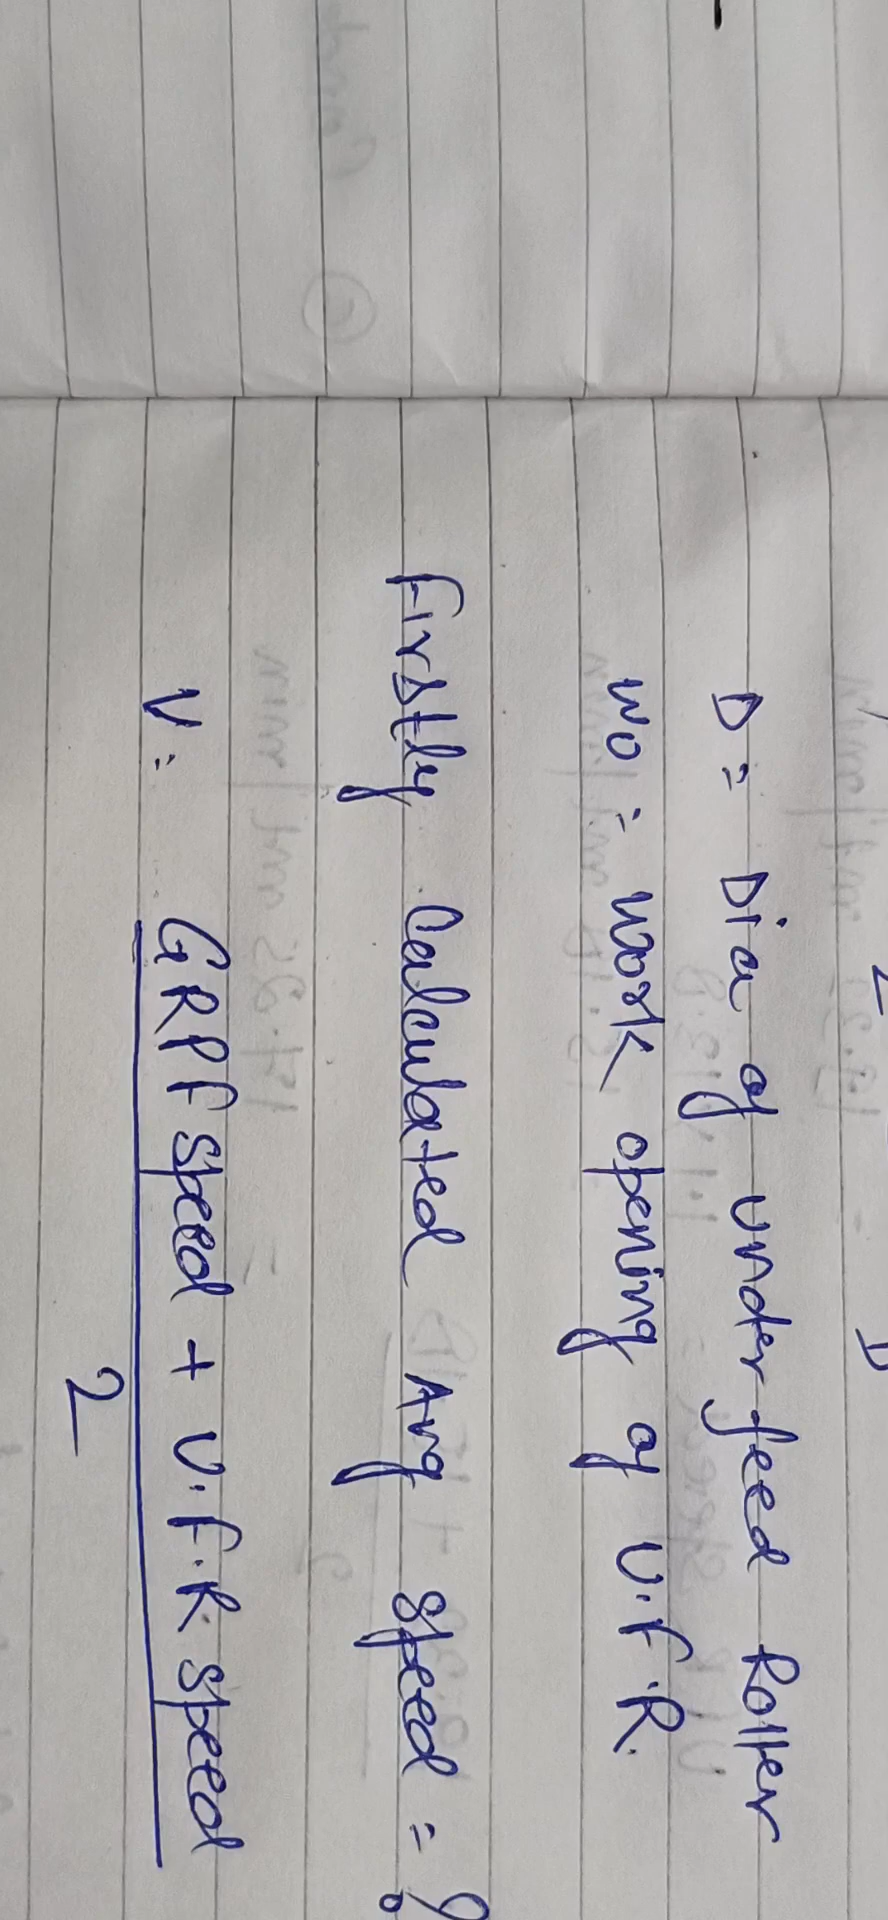 D = Dia of under feed Roller
WO = work opening of U.F.R.
Firstly Calculated Avg speed = ?
V = GRPF speed + U.F.R. speed
2